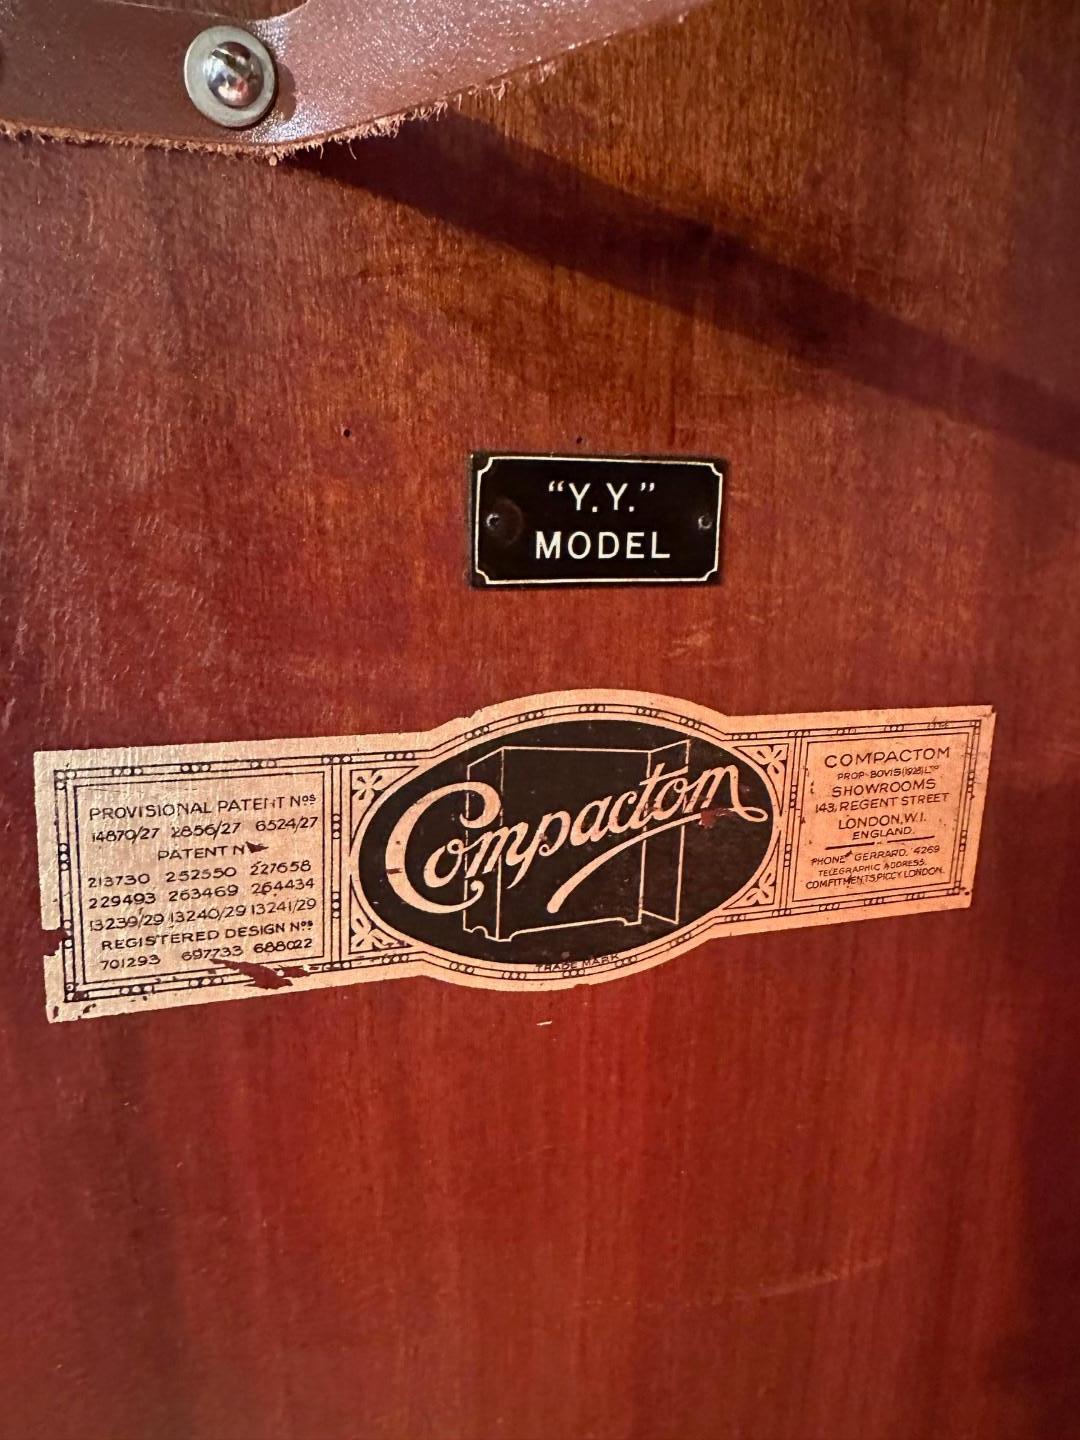 "Y.Y."
MODEL
PROVISIONAL PATENT Nos
14870/27 2856/27 6524/27
PATENT N
213730 252550 227658
229493 263469 264434
13239/29 13240/29 13241/29
REGISTERED DESIGN Nos
701293 697733 688022
Compactom
TRADE MARK
COMPACTOM
PROP. BOVIS (1928) LTD
SHOWROOMS
143, REGENT STREET
LONDON, W.1.
ENGLAND.
PHONE GERRARD. 4269
TELEGRAPHIC ADDRESS.
COMFITMENTS, PICCY, LONDON.